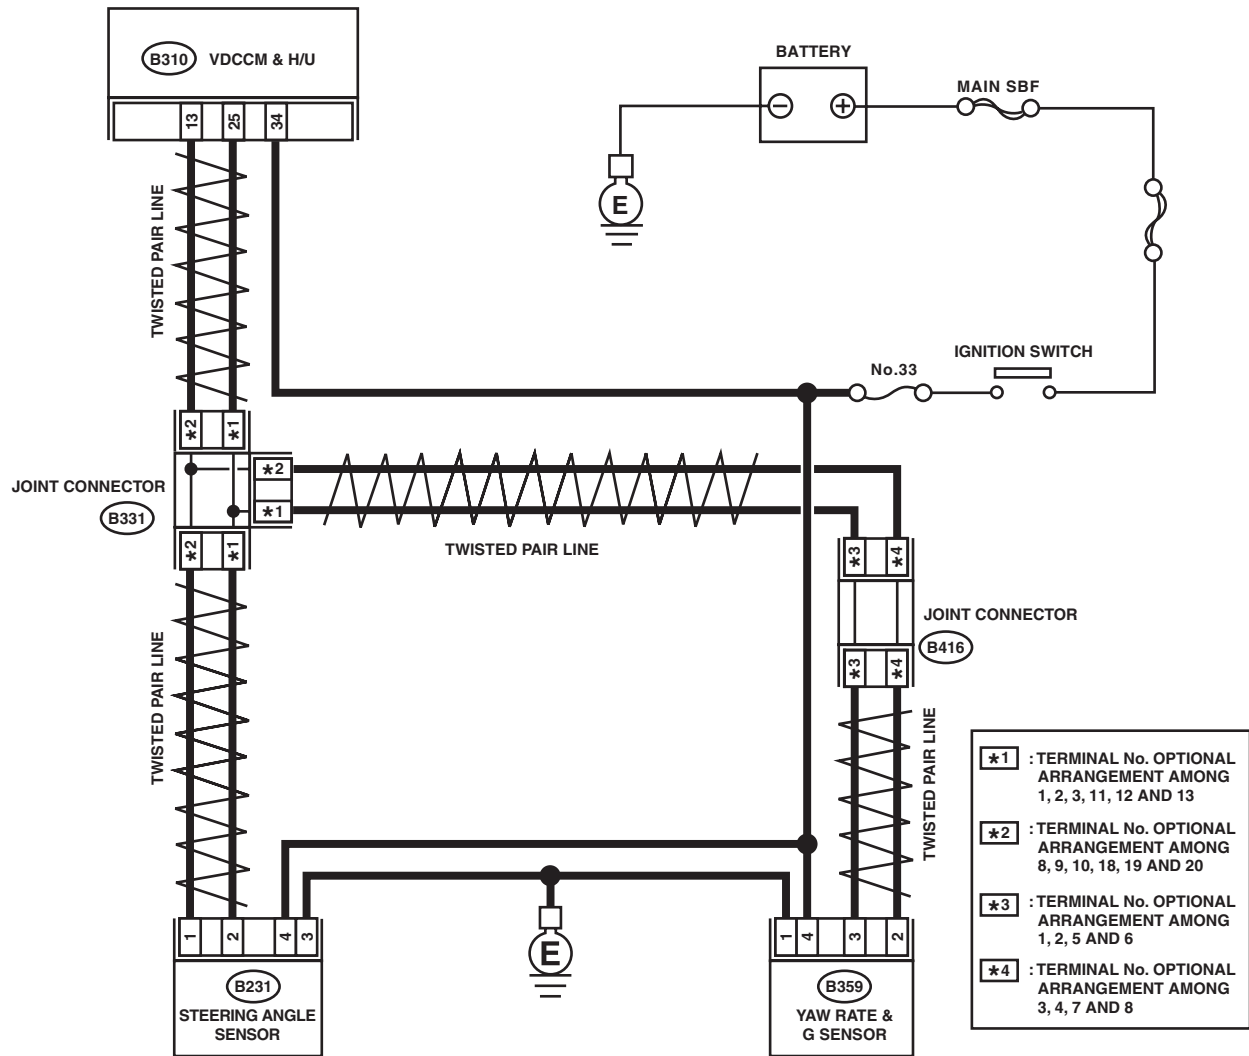 B310 VDCCM & H/U
13 25 34
BATTERY
MAIN SBF
E
TWISTED PAIR LINE
No.33
IGNITION SWITCH
*2 *1
*2
*1
JOINT CONNECTOR
B331
*2 *1
TWISTED PAIR LINE
*3 *4
JOINT CONNECTOR
B416
*3 *4
TWISTED PAIR LINE
TWISTED PAIR LINE
1 2 4 3
B231
STEERING ANGLE
SENSOR
E
1 4 3 2
B359
YAW RATE &
G SENSOR
*1 : TERMINAL No. OPTIONAL
ARRANGEMENT AMONG
1, 2, 3, 11, 12 AND 13
*2 : TERMINAL No. OPTIONAL
ARRANGEMENT AMONG
8, 9, 10, 18, 19 AND 20
*3 : TERMINAL No. OPTIONAL
ARRANGEMENT AMONG
1, 2, 5 AND 6
*4 : TERMINAL No. OPTIONAL
ARRANGEMENT AMONG
3, 4, 7 AND 8